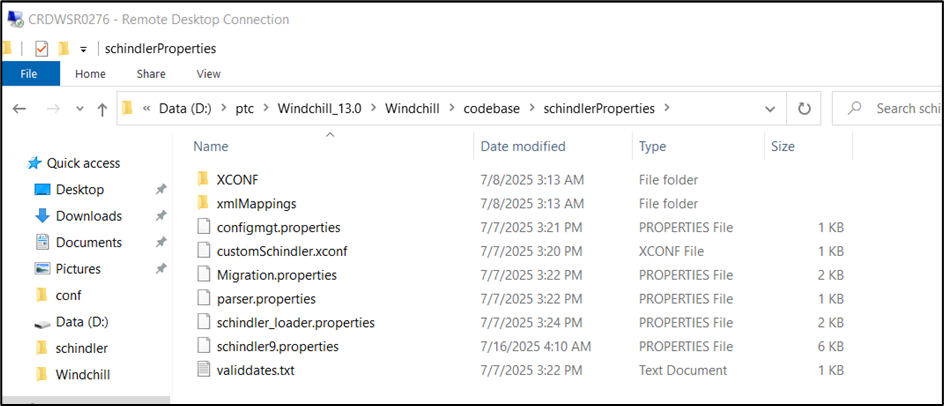 CRDWSR0276 - Remote Desktop Connection
schindlerProperties
File Home Share View
« Data (D:) > ptc > Windchill_13.0 > Windchill > codebase > schindlerProperties > Search schi
Name Date modified Type Size
Quick access
Desktop
Downloads
Documents
Pictures
conf
Data (D:)
schindler
Windchill
XCONF 7/8/2025 3:13 AM File folder
xmlMappings 7/8/2025 3:13 AM File folder
configmgt.properties 7/7/2025 3:21 PM PROPERTIES File 1 KB
customSchindler.xconf 7/7/2025 3:20 PM XCONF File 1 KB
Migration.properties 7/7/2025 3:22 PM PROPERTIES File 2 KB
parser.properties 7/7/2025 3:22 PM PROPERTIES File 1 KB
schindler_loader.properties 7/7/2025 3:24 PM PROPERTIES File 2 KB
schindler9.properties 7/16/2025 4:10 AM PROPERTIES File 6 KB
validdates.txt 7/7/2025 3:22 PM Text Document 1 KB